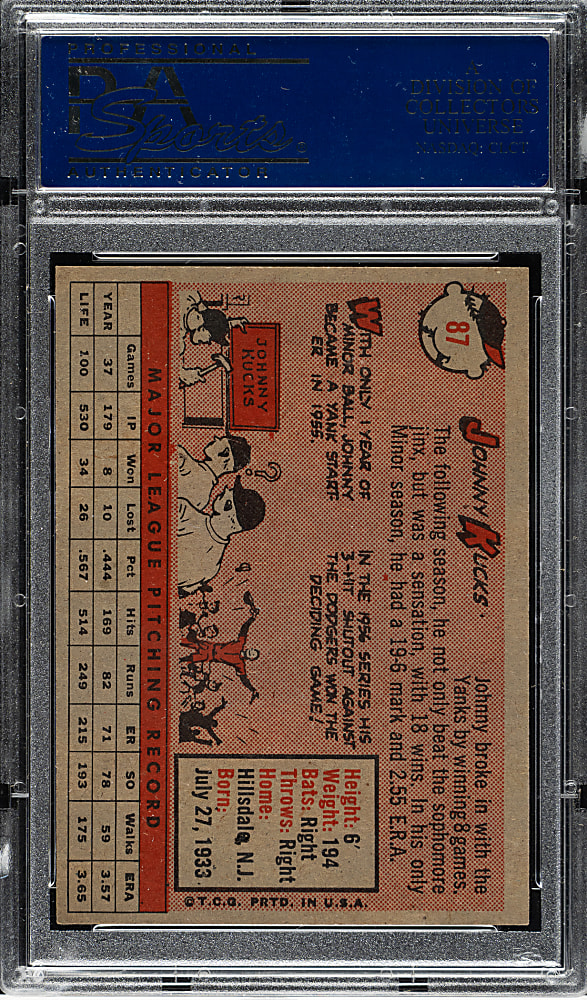 PROFESSIONAL
PSA
Sports
AUTHENTICATOR
A
DIVISION OF
COLLECTORS
UNIVERSE
NASDAQ: CLCT
87
JOHNNY KUCKS •
Johnny broke in with the
Yanks by winning 8 games.
The following season, he not only beat the sophomore
jinx, but was a sensation, with 18 wins. In his only
Minor season, he had a 19-6 mark and 2.55 E.R.A.
WITH ONLY 1 YEAR OF
MINOR BALL, JOHNNY
BECAME A YANK START-
ER IN 1955.
JOHNNY
KUCKS
IN THE 1956 SERIES HIS
3-HIT SHUTOUT AGAINST
THE DODGERS WON THE
DECIDING GAME!
Height: 6'
Weight: 194
Bats: Right
Throws: Right
Home:
Hillsdale, N.J.
Born:
July 27, 1933
©T.C.G. PRTD. IN U.S.A.
MAJOR LEAGUE PITCHING RECORD
Games IP Won Lost Pct Hits Runs ER SO Walks ERA
YEAR 37 179 8 10 .444 169 82 71 78 59 3.57
LIFE 100 530 34 26 .567 514 249 215 193 175 3.65